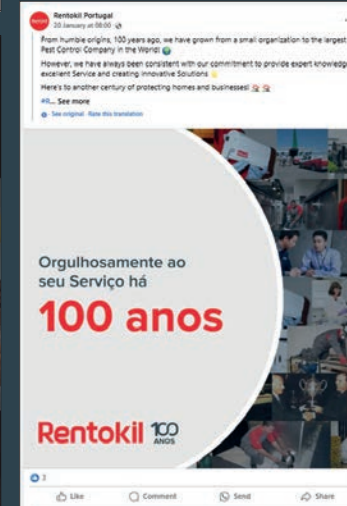 Rentokil Portugal
20 January at 08:00
From humble origins, 100 years ago, we have grown from a small organization to the largest
Pest Control Company in the World!
However, we have always been consistent with our commitment to provide expert knowledge
excellent Service and creating Innovative Solutions
Here's to another century of protecting homes and businesses!
... See more
See original · Rate this translation
Orgulhosamente ao
seu Serviço há
100 anos
Rentokil 100
ANOS
3
Like Comment Send Share